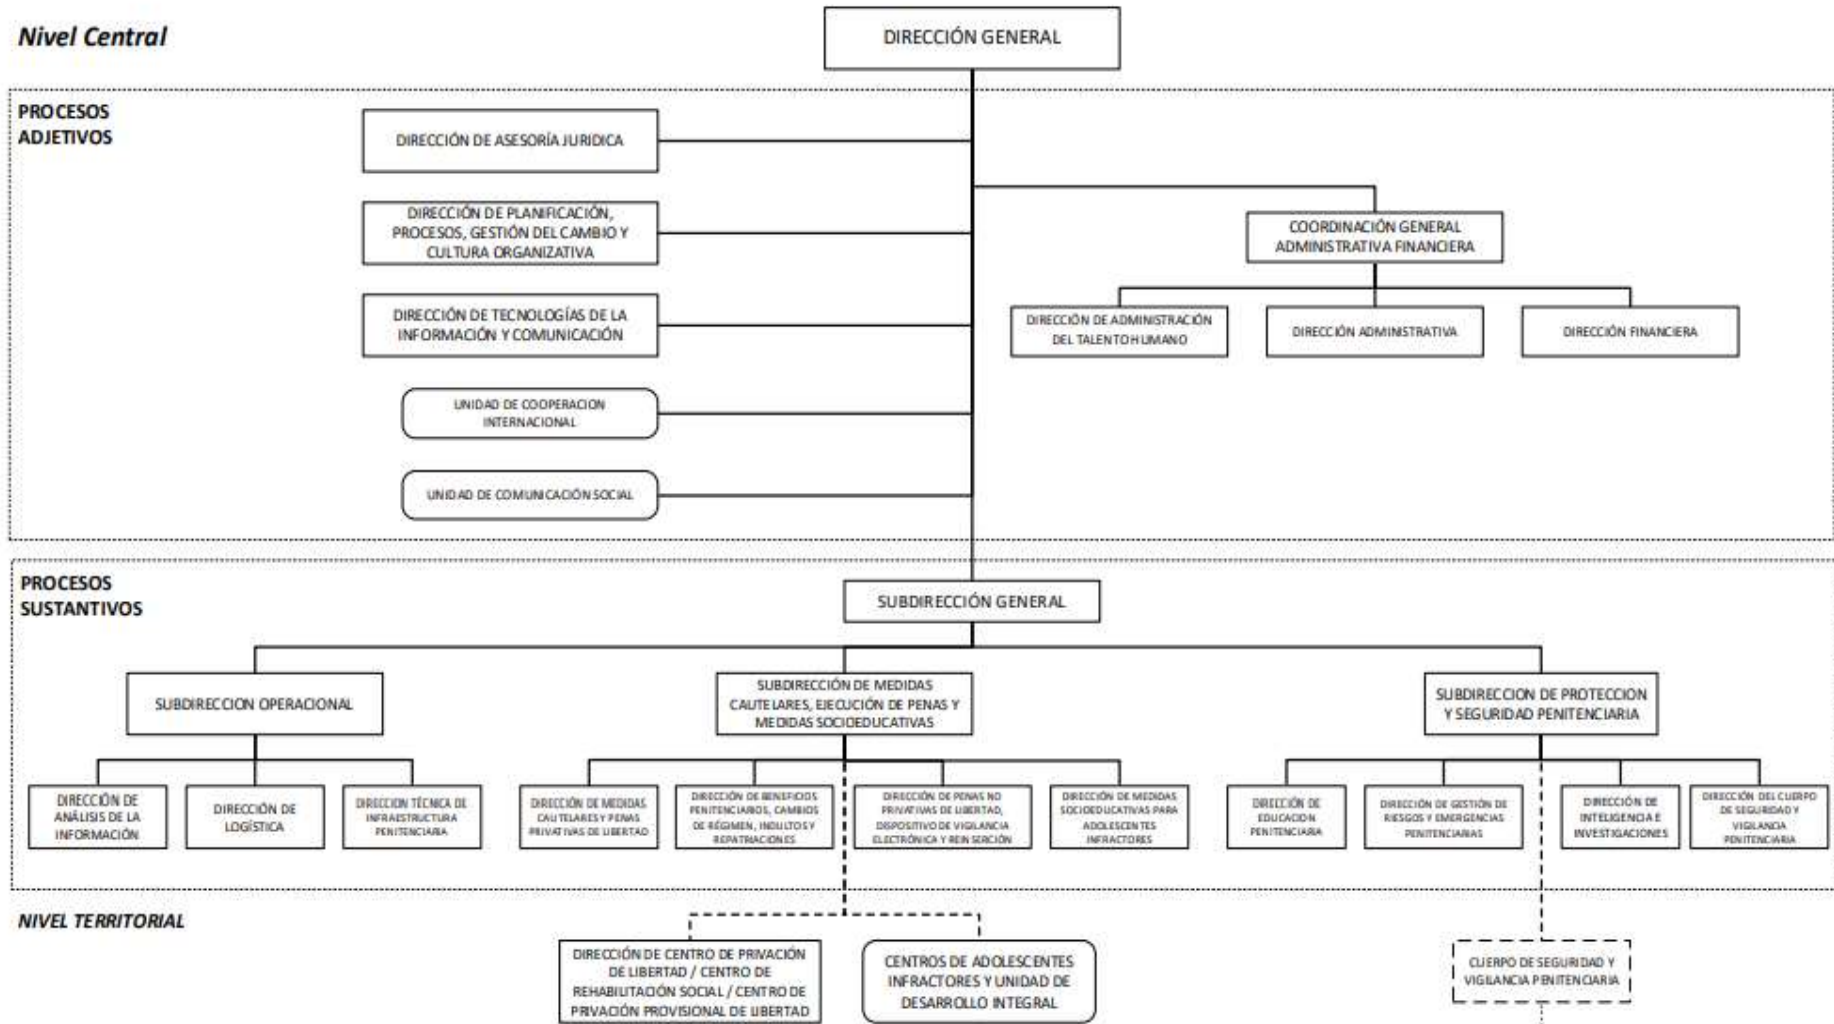 Nivel Central
DIRECCIÓN GENERAL
PROCESOS
ADJETIVOS
DIRECCIÓN DE ASESORÍA JURIDICA
DIRECCIÓN DE PLANIFICACIÓN,
PROCESOS, GESTIÓN DEL CAMBIO Y
CULTURA ORGANIZATIVA
DIRECCIÓN DE TECNOLOGÍAS DE LA
INFORMACIÓN Y COMUNICACIÓN
UNIDAD DE COOPERACION
INTERNACIONAL
UNIDAD DE COMUNICACIÓN SOCIAL
COORDINACIÓN GENERAL
ADMINISTRATIVA FINANCIERA
DIRECCIÓN DE ADMINISTRACIÓN
DEL TALENTO HUMANO
DIRECCIÓN ADMINISTRATIVA
DIRECCIÓN FINANCIERA
PROCESOS
SUSTANTIVOS
SUBDIRECCIÓN GENERAL
SUBDIRECCION OPERACIONAL
SUBDIRECCIÓN DE MEDIDAS
CAUTELARES, EJECUCIÓN DE PENAS Y
MEDIDAS SOCIOEDUCATIVAS
SUBDIRECCION DE PROTECCION
Y SEGURIDAD PENITENCIARIA
DIRECCIÓN DE
ANÁLISIS DE LA
INFORMACIÓN
DIRECCIÓN DE
LOGÍSTICA
DIRECCION TÉCNICA DE
INFRAESTRUCTURA
PENITENCIARIA
DIRECCIÓN DE MEDIDAS
CAUTELARES Y PENAS
PRIVATIVAS DE LIBERTAD
DIRECCIÓN DE BENEFICIOS
PENITENCIARIOS, CAMBIOS
DE RÉGIMEN, INDULTOS Y
REPATRIACIONES
DIRECCIÓN DE PENAS NO
PRIVATIVAS DE LIBERTAD,
DISPOSITIVO DE VIGILANCIA
ELECTRÓNICA Y REINSERCIÓN
DIRECCIÓN DE MEDIDAS
SOCIOEDUCATIVAS PARA
ADOLESCENTES
INFRACTORES
DIRECCIÓN DE
EDUCACION
PENITENCIARIA
DIRECCIÓN DE GESTIÓN DE
RIESGOS Y EMERGENCIAS
PENITENCIARIAS
DIRECCIÓN DE
INTELIGENCIA E
INVESTIGACIONES
DIRECCIÓN DEL CUERPO
DE SEGURIDAD Y
VIGILANCIA
PENITENCIARIA
NIVEL TERRITORIAL
DIRECCIÓN DE CENTRO DE PRIVACIÓN
DE LIBERTAD / CENTRO DE
REHABILITACIÓN SOCIAL / CENTRO DE
PRIVACIÓN PROVISIONAL DE LIBERTAD
CENTROS DE ADOLESCENTES
INFRACTORES Y UNIDAD DE
DESARROLLO INTEGRAL
CUERPO DE SEGURIDAD Y
VIGILANCIA PENITENCIARIA